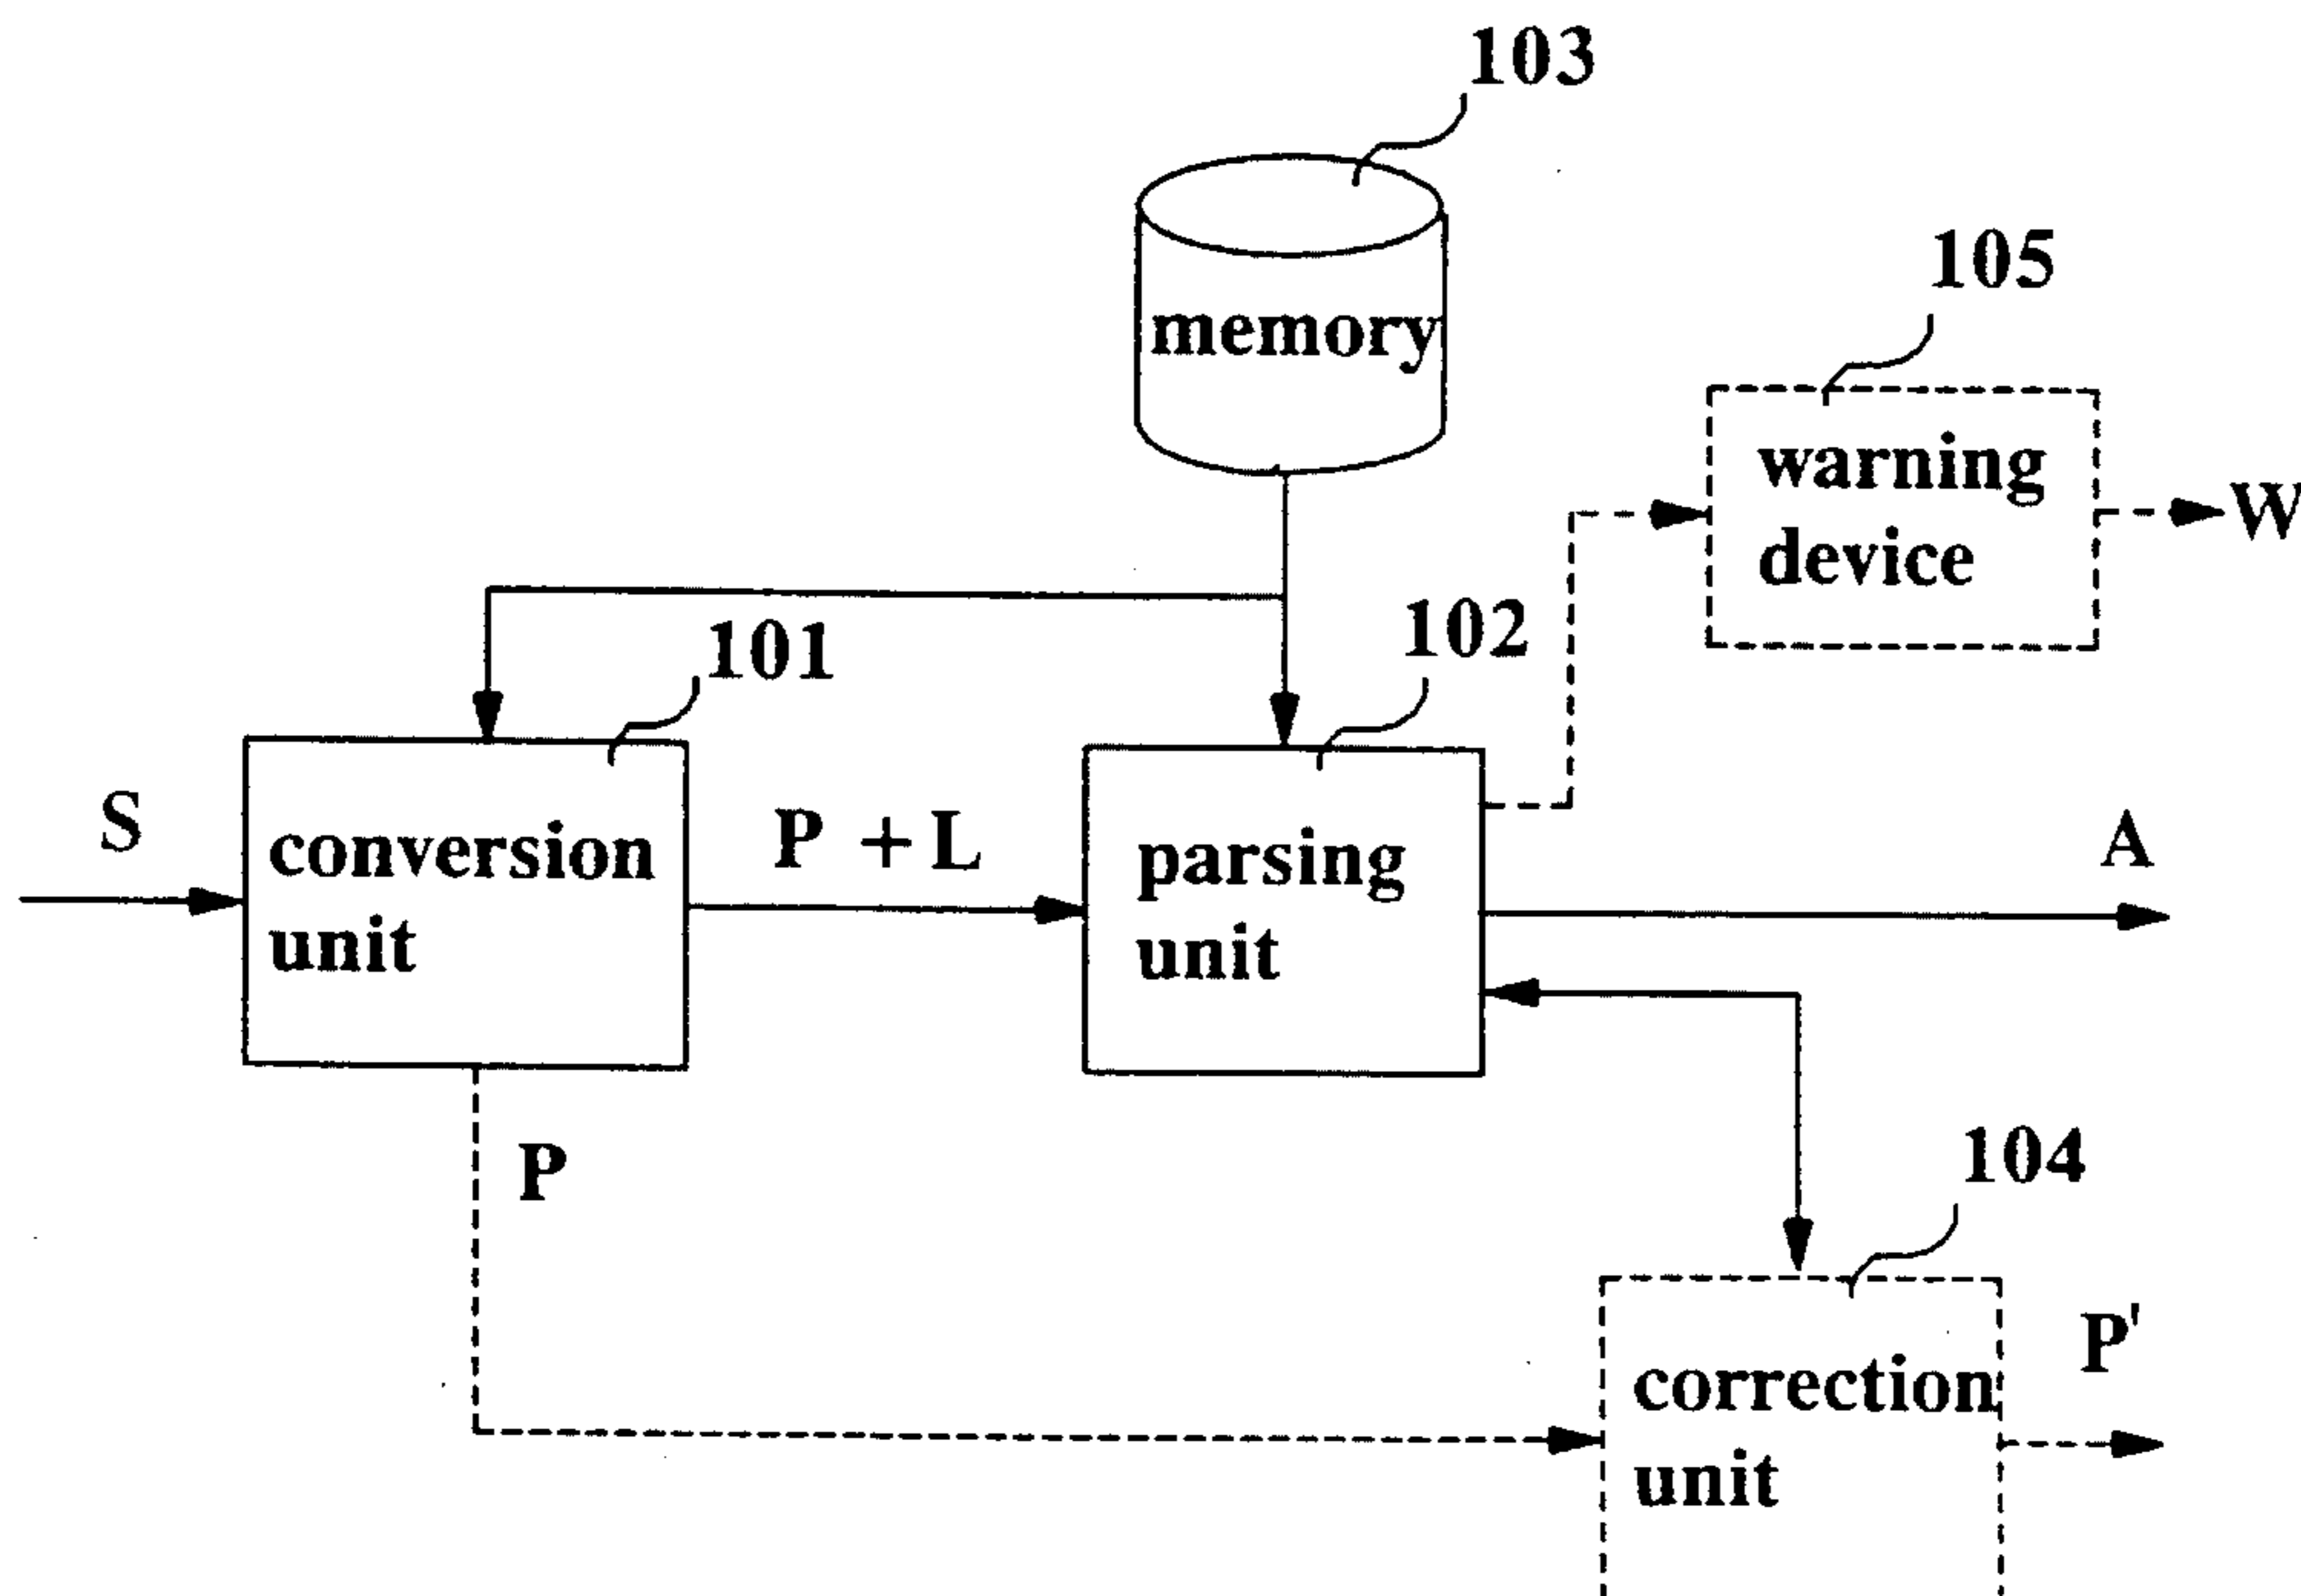 103
memory
105
warning
device
W
101
102
S
conversion
unit
P + L
parsing
unit
A
P
104
correction
unit
P'